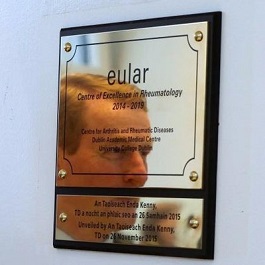 eular
Centre of Excellence in Rheumatology
2014 - 2019
Centre for Arthritis and Rheumatic Diseases
Dublin Academic Medical Centre
University College Dublin
An Taoiseach Enda Kenny,
TD a nocht an phlaic seo an 26 Samhain 2015
Unveiled by An Taoiseach Enda Kenny,
TD on 26 November 2015